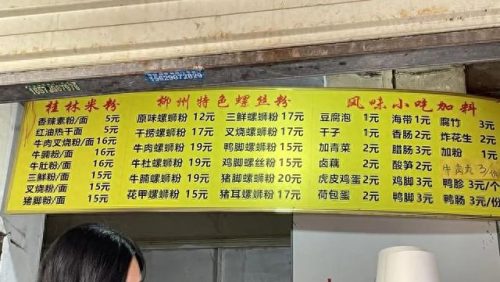 桂林米粉
香辣素粉/面 5元
红油热干面 5元
牛肉粉/面 16元
牛腩粉/面 16元
牛肚粉/面 16元
三鲜粉/面 15元
叉烧粉/面 15元
猪脚粉/面 15元
柳州特色螺丝粉
原味螺蛳粉 12元 三鲜螺蛳粉 17元
干捞螺蛳粉 17元 叉烧螺蛳粉 17元
牛肉螺蛳粉 19元 鸭脚螺蛳粉 15元
牛肚螺蛳粉 19元 鸡脚螺丝粉 15元
牛腩螺蛳粉 19元 猪脚螺蛳粉 20元
花甲螺蛳粉 15元 猪耳螺蛳粉 17元
风味小吃加料
豆腐泡 1元 海带 1元 腐竹 3元
干子 1元 香肠 2元 炸花生 2元
加青菜 2元 腊肠 3元 加粉 1元
卤藕 2元 酸笋 2元 牛肉丸 3/份
虎皮鸡蛋 2元 鸡脚 3元 鸭胗 3元/个
荷包蛋 2元 鸭脚 3元 鸭肠 3元/份